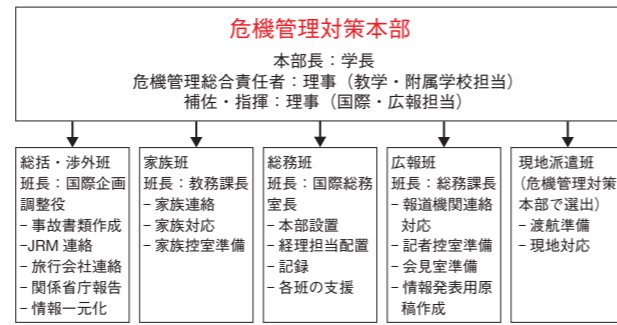 危機管理対策本部
本部長：学長
危機管理総合責任者：理事（教学・附属学校担当）
補佐・指揮：理事（国際・広報担当）
総括・渉外班
班長：国際企画
調整役
− 事故書類作成
−JRM 連絡
− 旅行会社連絡
− 関係省庁報告
− 情報一元化
家族班
班長：教務課長
− 家族連絡
− 家族対応
− 家族控室準備
総務班
班長：国際総務
室長
− 本部設置
− 経理担当配置
− 記録
− 各班の支援
広報班
班長：総務課長
− 報道機関連絡
対応
− 記者控室準備
− 会見室準備
− 情報発表用原
稿作成
現地派遣班
（危機管理対策
本部で選出）
− 渡航準備
− 現地対応